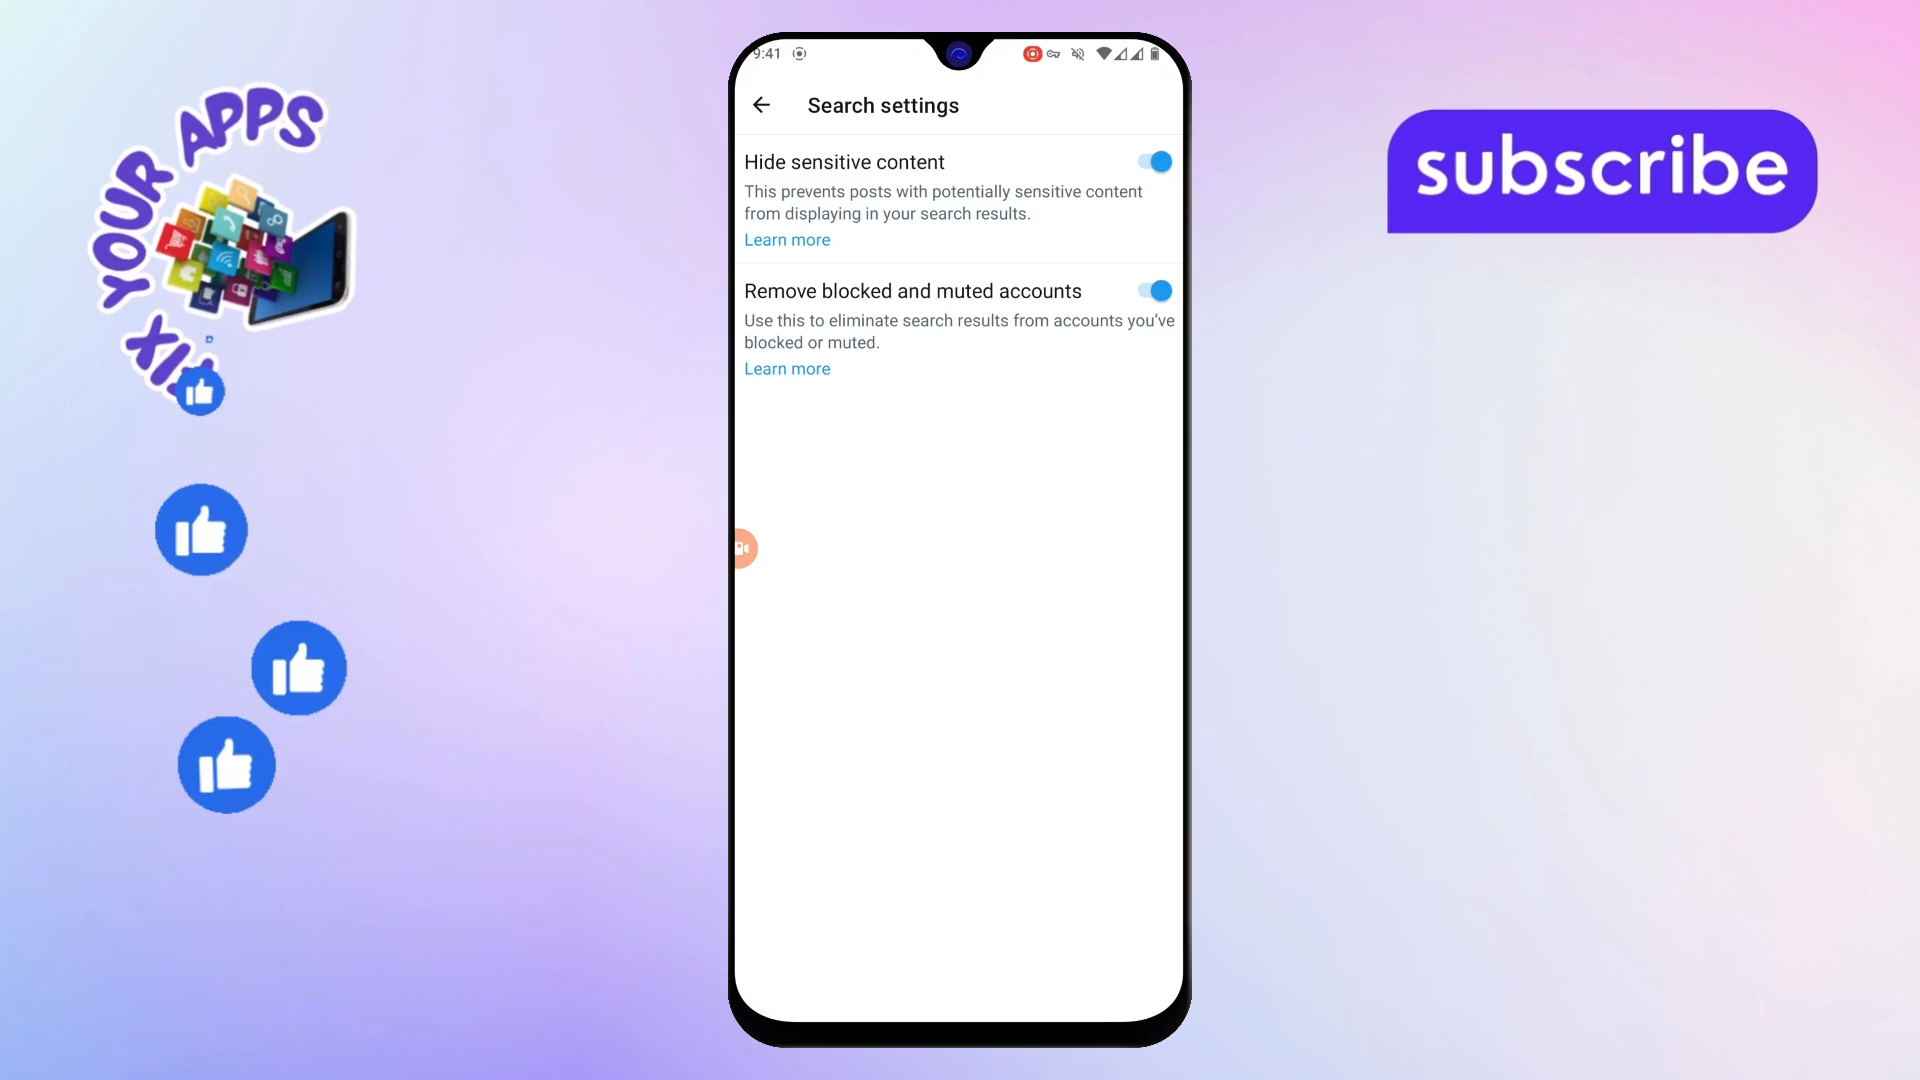 YOUR APPS
FIX
9:41
Search settings
Hide sensitive content
This prevents posts with potentially sensitive content
from displaying in your search results.
Learn more
Remove blocked and muted accounts
Use this to eliminate search results from accounts you’ve
blocked or muted.
Learn more
subscribe